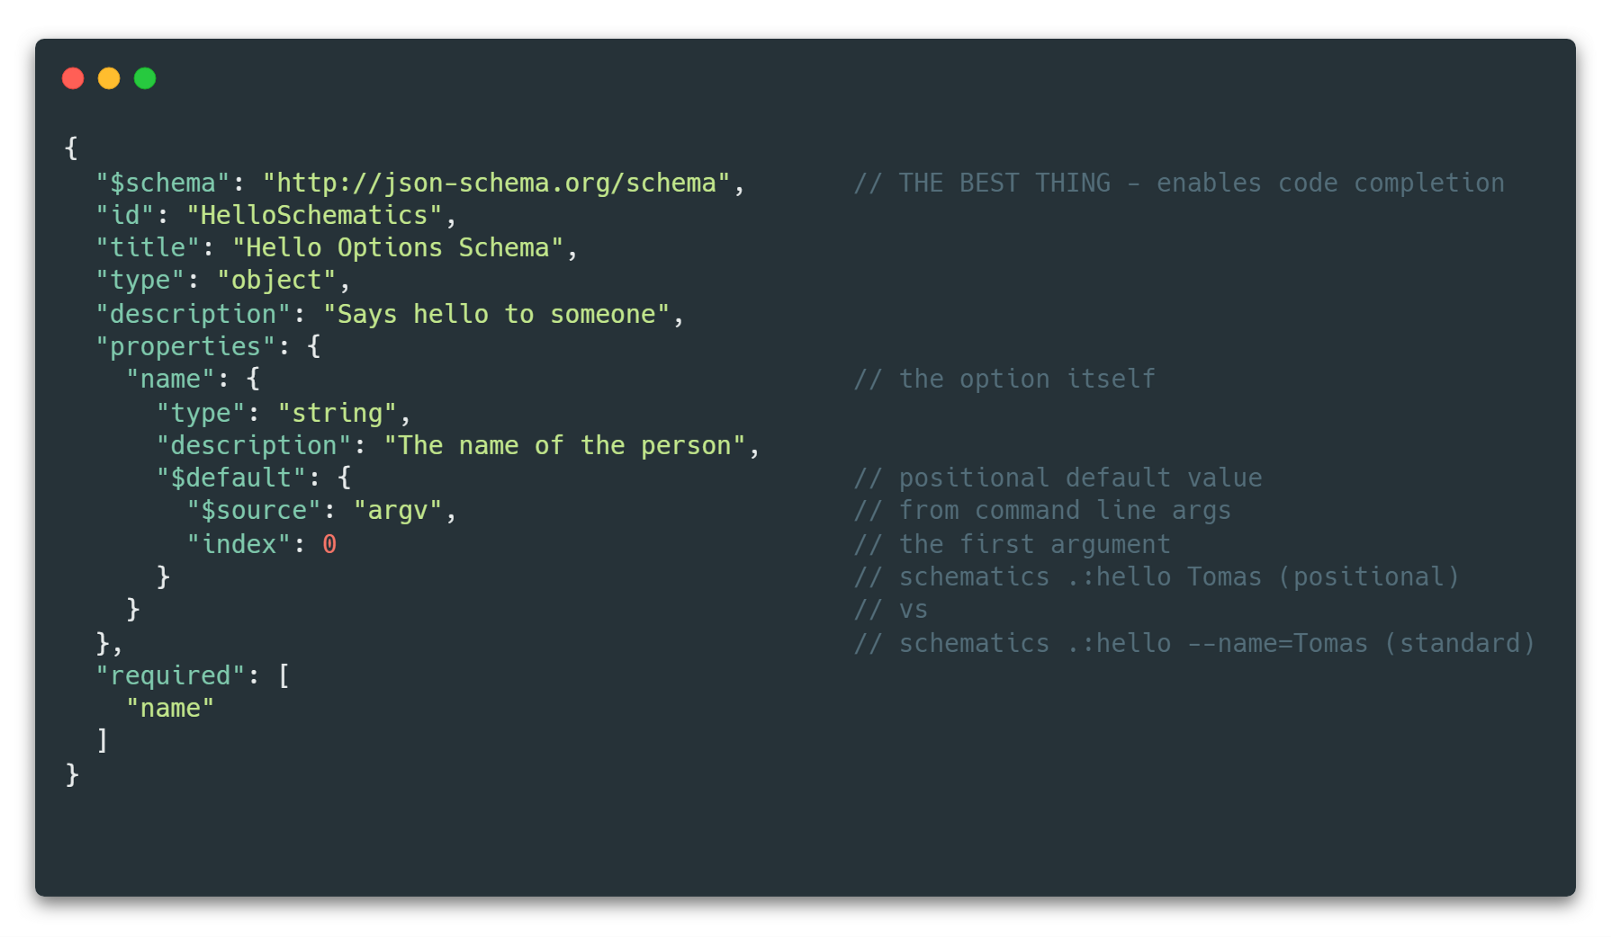 {
  "$schema": "http://json-schema.org/schema",       // THE BEST THING - enables code completion
  "id": "HelloSchematics",
  "title": "Hello Options Schema",
  "type": "object",
  "description": "Says hello to someone",
  "properties": {
    "name": {                                       // the option itself
      "type": "string",
      "description": "The name of the person",
      "$default": {                                 // positional default value
        "$source": "argv",                          // from command line args
        "index": 0                                  // the first argument
      }                                             // schematics .:hello Tomas (positional)
    }                                               // vs
  },                                                // schematics .:hello --name=Tomas (standard)
  "required": [
    "name"
  ]
}